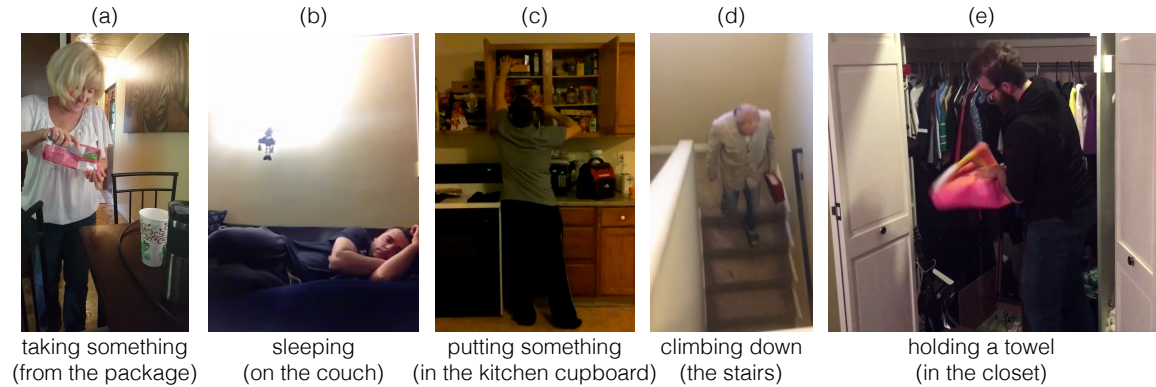 (a)
(b)
(c)
(d)
(e)
taking something
(from the package)
sleeping
(on the couch)
putting something
(in the kitchen cupboard)
climbing down
(the stairs)
holding a towel
(in the closet)